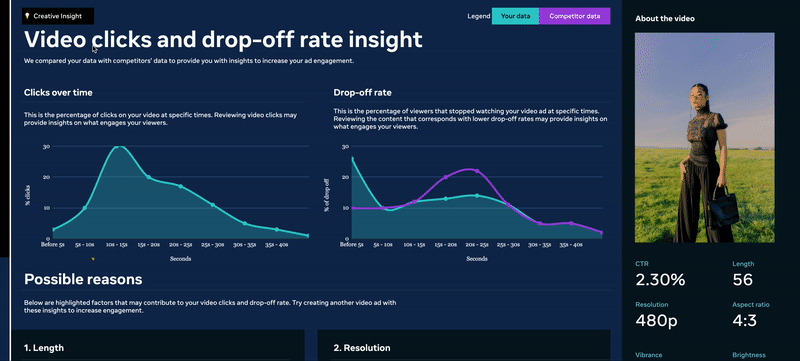 Creative Insight
Legend
Your data
Competitor data
Video clicks and drop-off rate insight
We compared your data with competitors' data to provide you with insights to increase your ad engagement.
Clicks over time
This is the percentage of clicks on your video at specific times. Reviewing video clicks may
provide insights on what engages your viewers.
% clicks
30
20
10
0
Before 5s
5s - 10s
10s - 15s
15s - 20s
20s - 25s
25s - 30s
30s - 35s
35s - 40s
Seconds
Drop-off rate
This is the percentage of viewers that stopped watching your video ad at specific times.
Reviewing the content that corresponds with lower drop-off rates may provide insights on
what engages your viewers.
% of drop off
30
20
10
0
Before 5s
5s - 10s
10s - 15s
15s - 20s
20s - 25s
25s - 30s
30s - 35s
35s - 40s
Seconds
Possible reasons
Below are highlighted factors that may contribute to your video clicks and drop-off rate. Try creating another video ad with
these insights to increase engagement.
1. Length
2. Resolution
About the video
CTR
Length
2.30%
56
Resolution
Aspect ratio
480p
4:3
Vibrance
Brightness